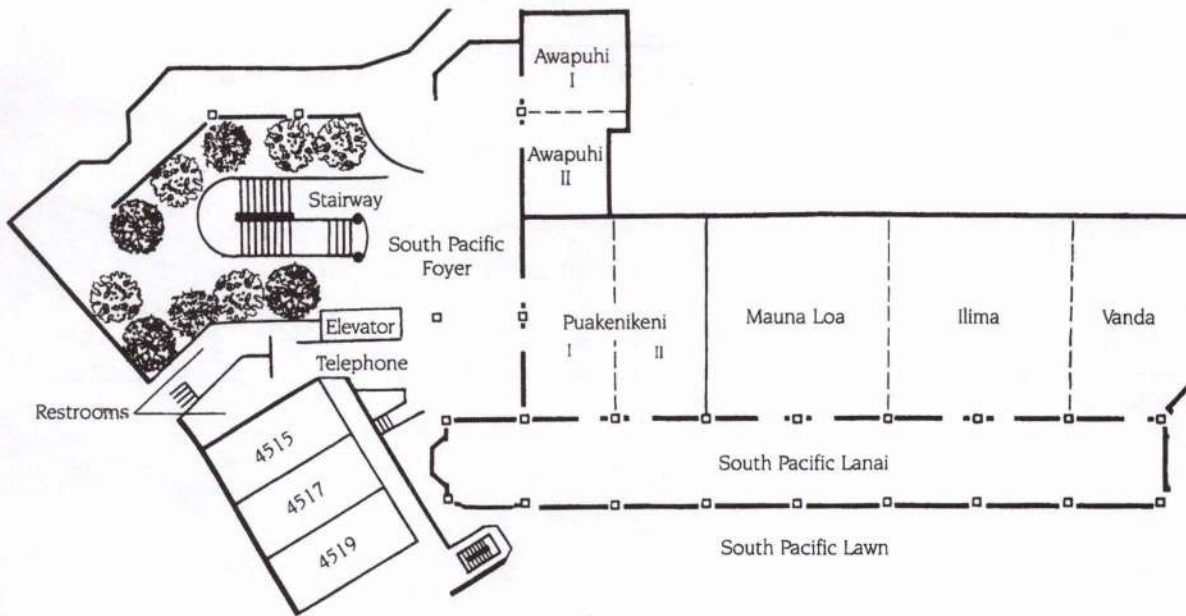 Awapuhi
I
Awapuhi
II
Stairway
South Pacific
Foyer
Elevator
Telephone
Restrooms
Puakenikeni
I II
Mauna Loa
Ilima
Vanda
4515
4517
4519
South Pacific Lanai
South Pacific Lawn